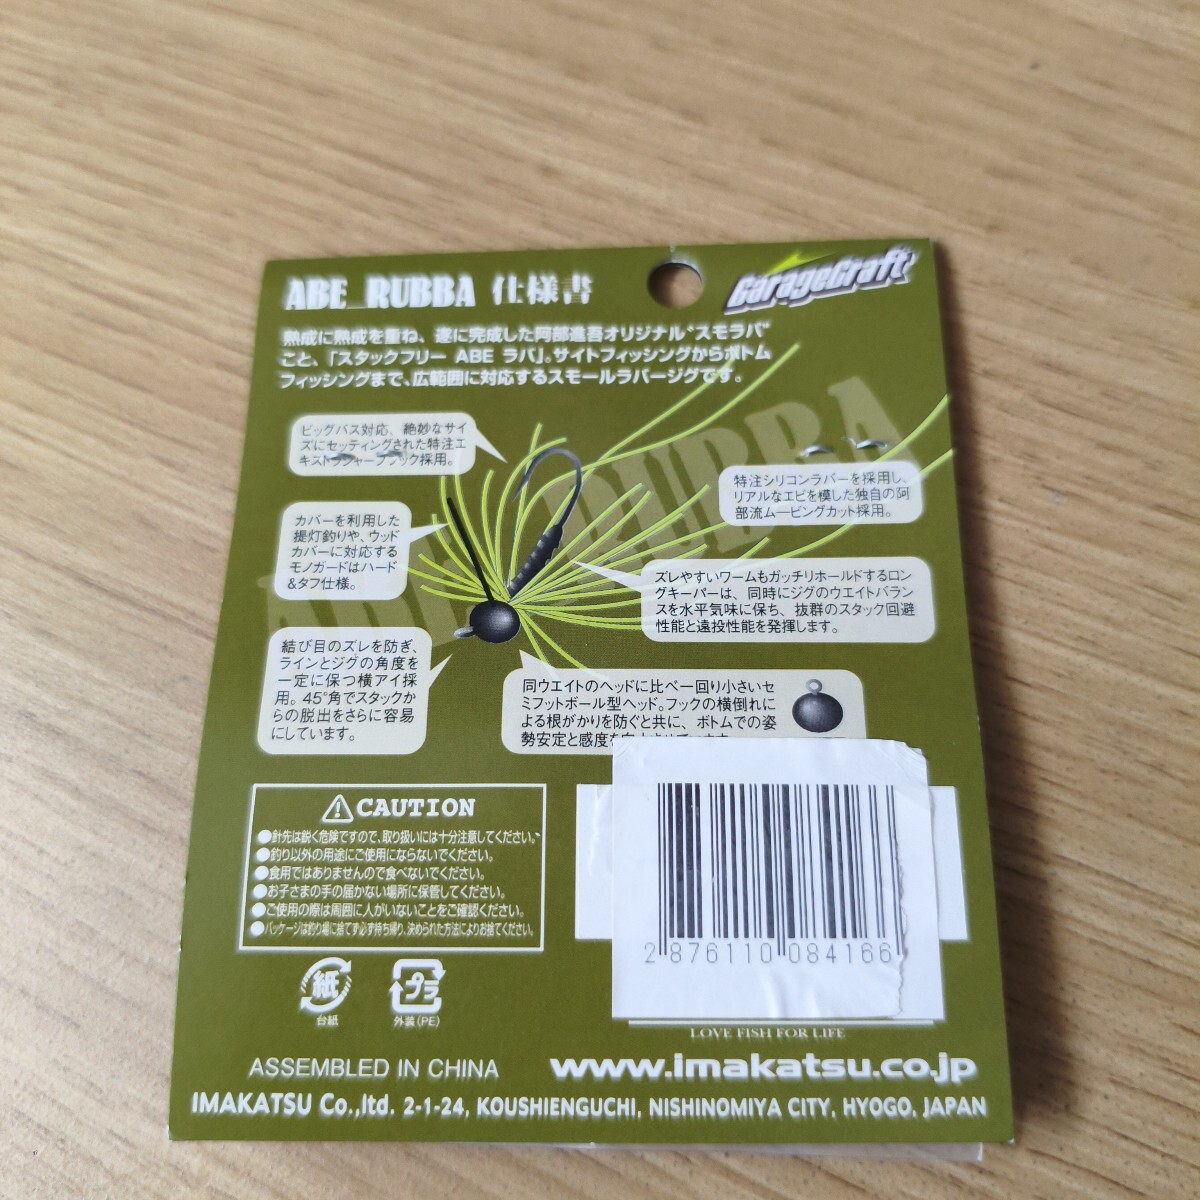 ABE_RUBBA 仕様書
GarageCraft
熟成に熟成を重ね、遂に完成した阿部進吾オリジナル"スモラバ"
こと、「スタックフリー ABE ラバ」。サイトフィッシングからボトム
フィッシングまで、広範囲に対応するスモールラバージグです。
ABE_RUBBA
ビッグバス対応、絶妙なサイ
ズにセッティングされた特注エ
キストラシャープフック採用。
特注シリコンラバーを採用し、
リアルなエビを模した独自の阿
部流ムービングカット採用。
カバーを利用した
提灯釣りや、ウッド
カバーに対応する
モノガードはハード
&タフ仕様。
ズレやすいワームもガッチリホールドするロン
グキーパーは、同時にジグのウエイトバランス
を水平気味に保ち、抜群のスタック回避
性能と遠投性能を発揮します。
結び目のズレを防ぎ、
ラインとジグの角度を
一定に保つ横アイ採
用。45°角でスタックか
らの脱出をさらに容易
にしています。
同ウエイトのヘッドに比べ一回り小さいセ
ミフットボール型ヘッド。フックの横倒れに
よる根がかりを防ぐと共に、ボトムでの姿
勢安定と感度を
⚠CAUTION
●針先は鋭く危険ですので、取り扱いには十分注意してください。
●釣り以外の用途にご使用にならないでください。
●食用ではありませんので食べないでください。
●お子さまの手の届かない場所に保管してください。
●ご使用の際は周囲に人がいないことをご確認ください。
●パッケージは釣り場に捨てず必ず持ち帰り、決められた方法によりお捨てください。
2 876110 084166
紙
台紙
プラ
外装(PE)
LOVE FISH FOR LIFE
ASSEMBLED IN CHINA
www.imakatsu.co.jp
IMAKATSU Co.,ltd. 2-1-24, KOUSHIENGUCHI, NISHINOMIYA CITY, HYOGO, JAPAN